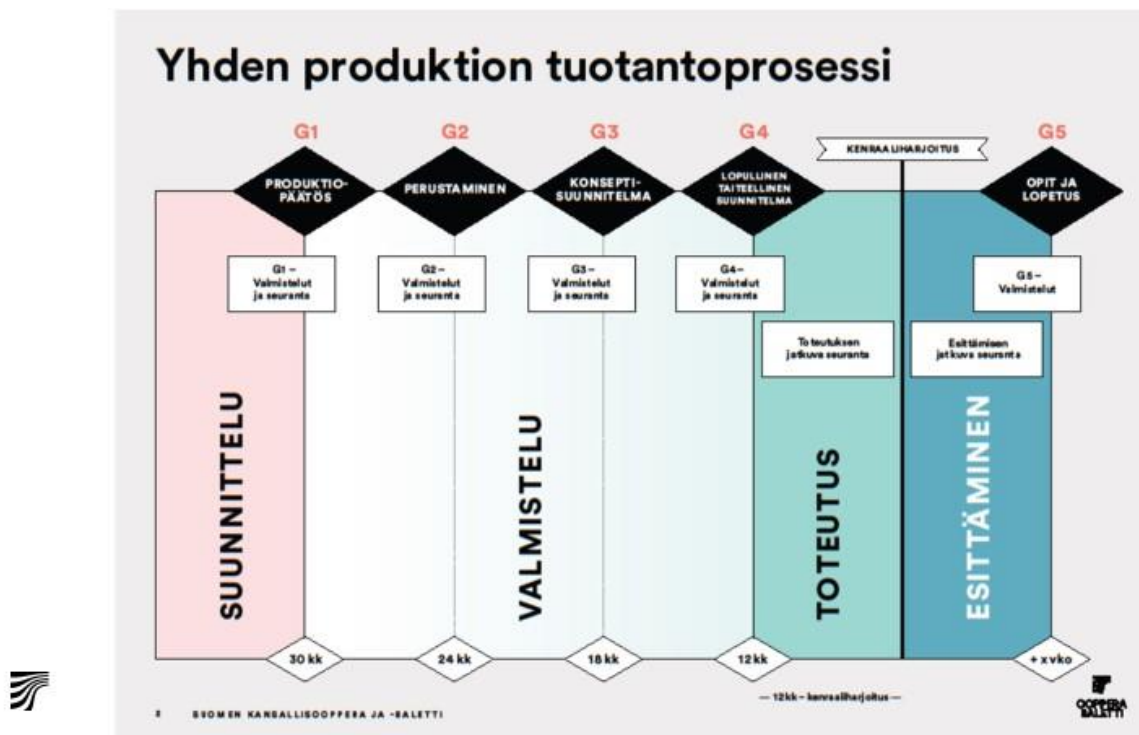 Yhden produktion tuotantoprosessi
G1
G2
G3
G4
G5
KENRAALIHARJOITUS
PRODUKTIO-
PÄÄTÖS
PERUSTAMINEN
KONSEPTI-
SUUNNITELMA
LOPULLINEN
TAITEELLINEN
SUUNNITELMA
OPIT JA
LOPETUS
G1 –
Valmistelut
ja seuranta
G2 –
Valmistelut
ja seuranta
G3 –
Valmistelut
ja seuranta
G4 –
Valmistelut
ja seuranta
G5 –
Valmistelut
Toteutuksen
jatkuva seuranta
Esittämisen
jatkuva seuranta
SUUNNITTELU
VALMISTELU
TOTEUTUS
ESITTÄMINEN
30 kk
24 kk
18 kk
12 kk
+ x vko
— 12 kk – kenraaliharjoitus —
SUOMEN KANSALLISOOPPERA JA -BALETTI
OOPPERA
BALETTI